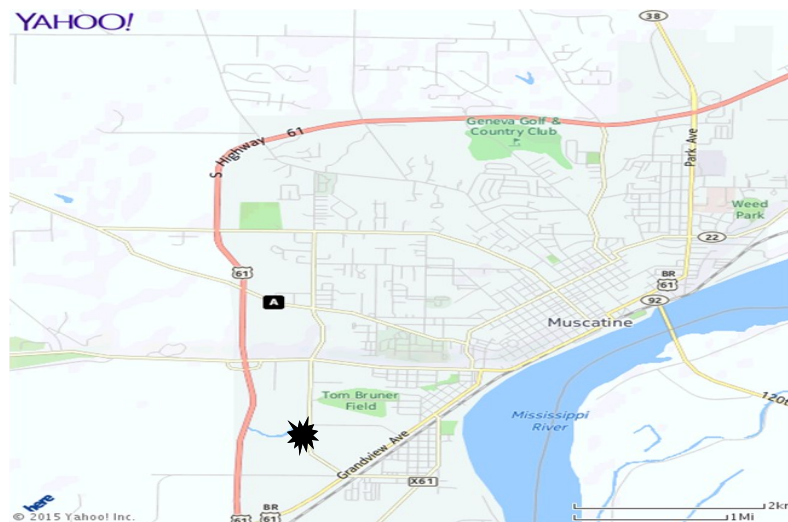 YAHOO!
38
S Highway 61
Geneva Golf &
Country Club
Park Ave
Weed
Park
22
61
A
BR
61
92
Muscatine
Tom Bruner
Field
Mississippi
River
Grandview Ave
X61
BR
61
61
here
© 2015 Yahoo! Inc.
1Mi